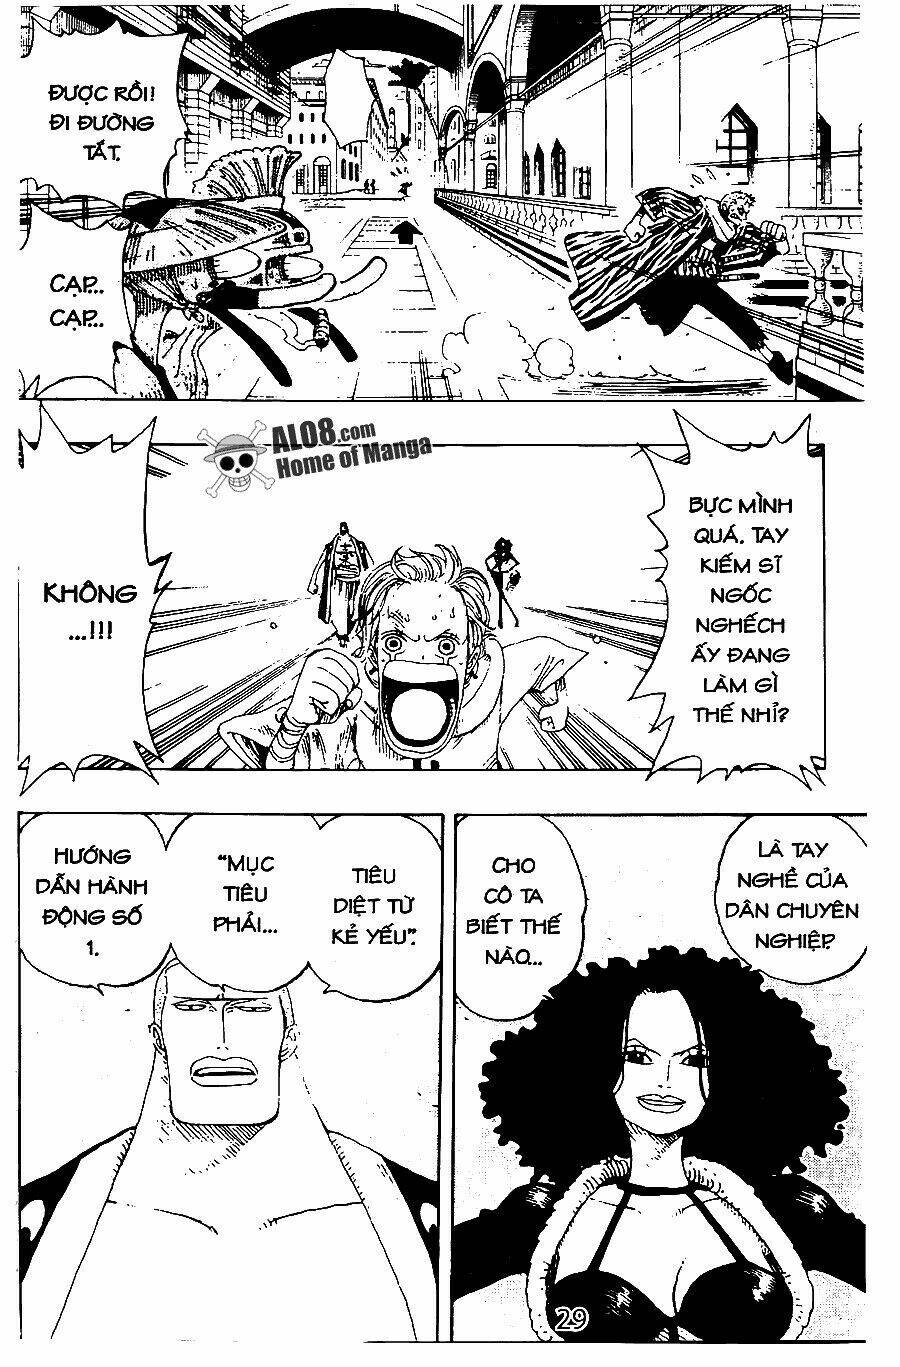 ĐƯỢC RỒI!
ĐI ĐƯỜNG
TẮT.
CẠP...
CẠP...
ALO8.com
Home of Manga
KHÔNG
...!!!
BỰC MÌNH
QUÁ. TAY
KIẾM SĨ
NGỐC
NGHẾCH
ẤY ĐANG
LÀM GÌ
THẾ NHỈ?
HƯỚNG
DẪN HÀNH
ĐỘNG SỐ
1.
“MỤC
TIÊU
PHẢI...
TIÊU
DIỆT TỪ
KẺ YẾU”.
CHO
CÔ TA
BIẾT THẾ
NÀO...
LÀ TAY
NGHỀ CỦA
DÂN CHUYÊN
NGHIỆP.
29